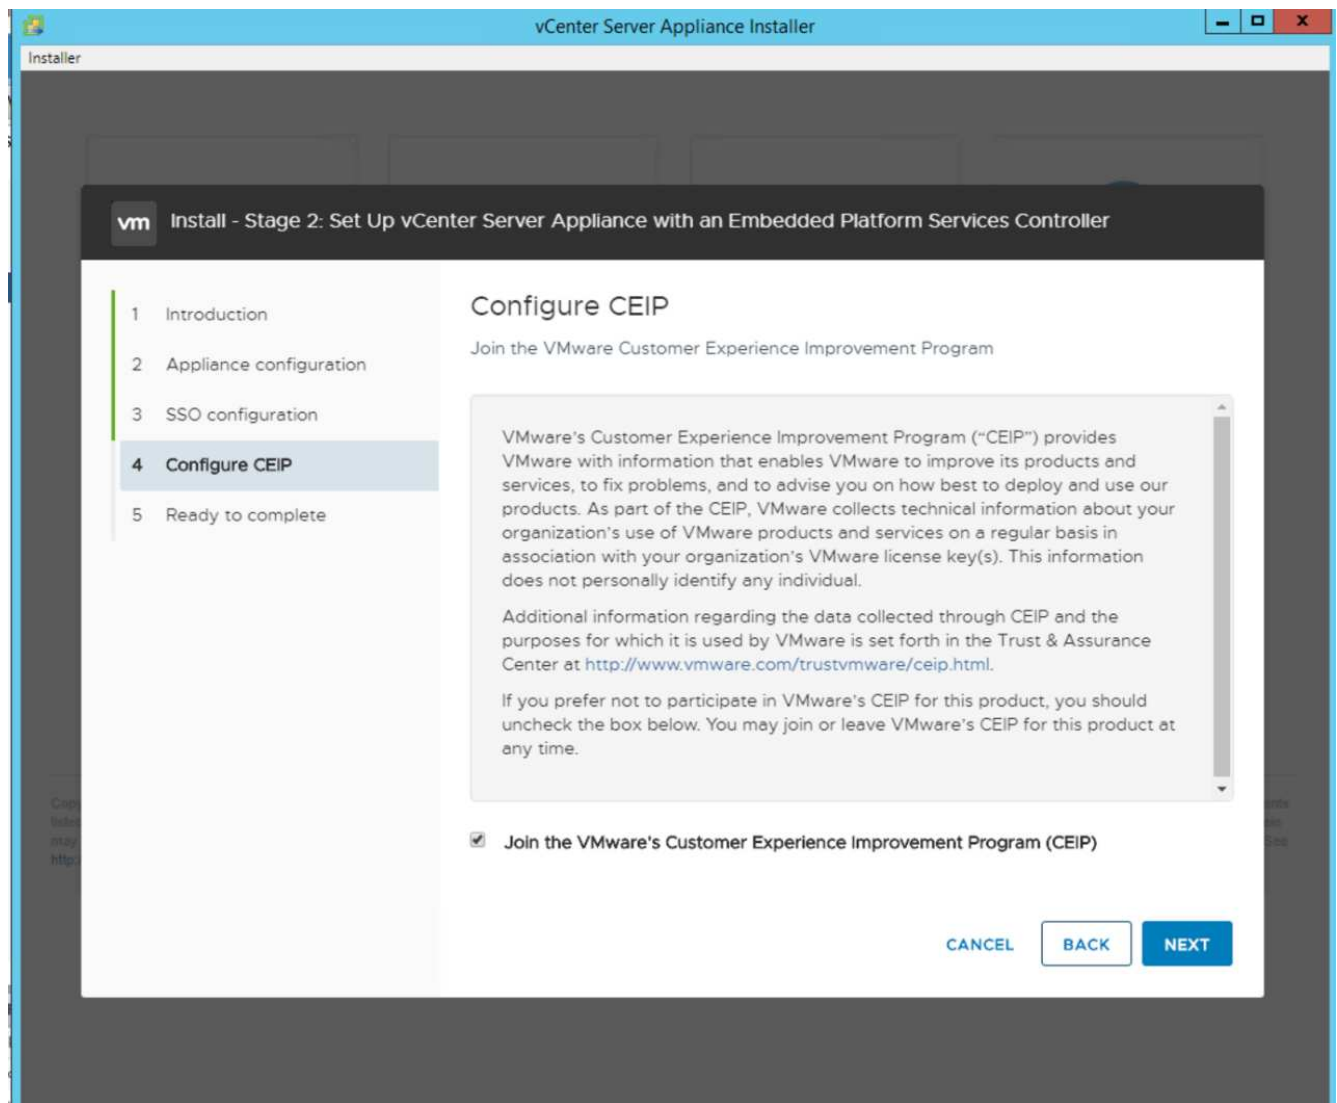 vCenter Server Appliance Installer
Installer
vm Install - Stage 2: Set Up vCenter Server Appliance with an Embedded Platform Services Controller
1 Introduction
2 Appliance configuration
3 SSO configuration
4 Configure CEIP
5 Ready to complete
Configure CEIP
Join the VMware Customer Experience Improvement Program
VMware's Customer Experience Improvement Program (“CEIP”) provides
VMware with information that enables VMware to improve its products and
services, to fix problems, and to advise you on how best to deploy and use our
products. As part of the CEIP, VMware collects technical information about your
organization's use of VMware products and services on a regular basis in
association with your organization's VMware license key(s). This information
does not personally identify any individual.
Additional information regarding the data collected through CEIP and the
purposes for which it is used by VMware is set forth in the Trust & Assurance
Center at http://www.vmware.com/trustvmware/ceip.html.
If you prefer not to participate in VMware's CEIP for this product, you should
uncheck the box below. You may join or leave VMware's CEIP for this product at
any time.
Join the VMware's Customer Experience Improvement Program (CEIP)
CANCEL BACK NEXT